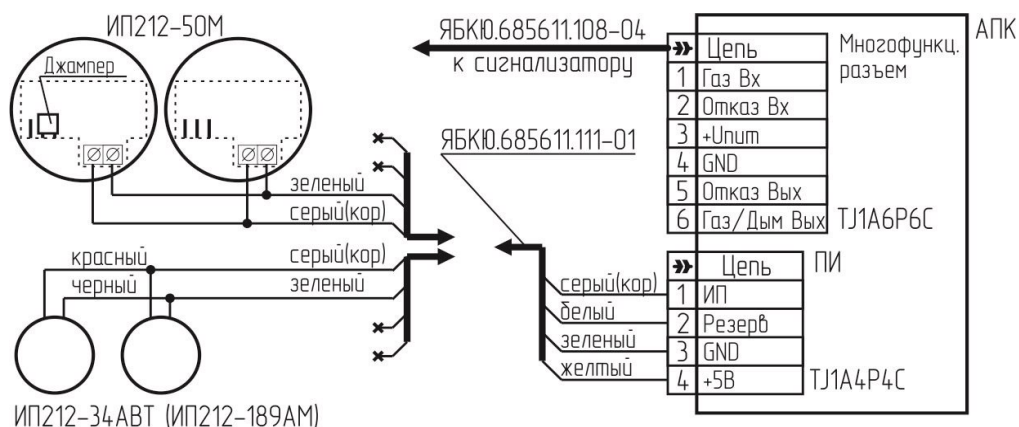 ИП212-50М
Джампер
зеленый
серый(кор)
красный
серый(кор)
черный
зеленый
ИП212-34АВТ (ИП212-189АМ)
ЯБКЮ.685611.108-04
к сигнализатору
ЯБКЮ.685611.111-01
серый(кор)
белый
зеленый
желтый
АПК
Цепь
Многофункц.
разъем
1 Газ Вх
2 Отказ Вх
3 +Uпит
4 GND
5 Отказ Вых
6 Газ/Дым Вых
TJ1A6P6C
Цепь
ПИ
1 ИП
2 Резерв
3 GND
4 +5В
TJ1A4P4C